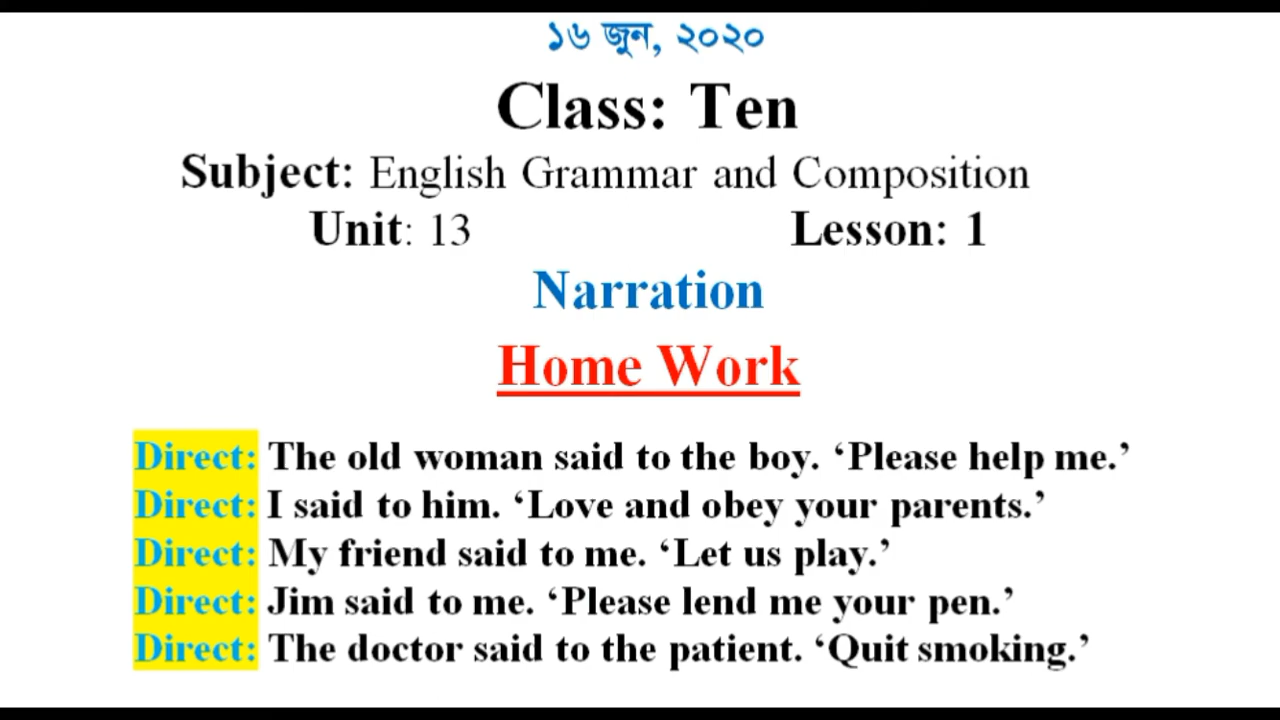 ১৬ জুন, ২০২০
Class: Ten
Subject: English Grammar and Composition
Unit: 13 Lesson: 1
Narration
Home Work
Direct: The old woman said to the boy. ‘Please help me.’
Direct: I said to him. ‘Love and obey your parents.’
Direct: My friend said to me. ‘Let us play.’
Direct: Jim said to me. ‘Please lend me your pen.’
Direct: The doctor said to the patient. ‘Quit smoking.’